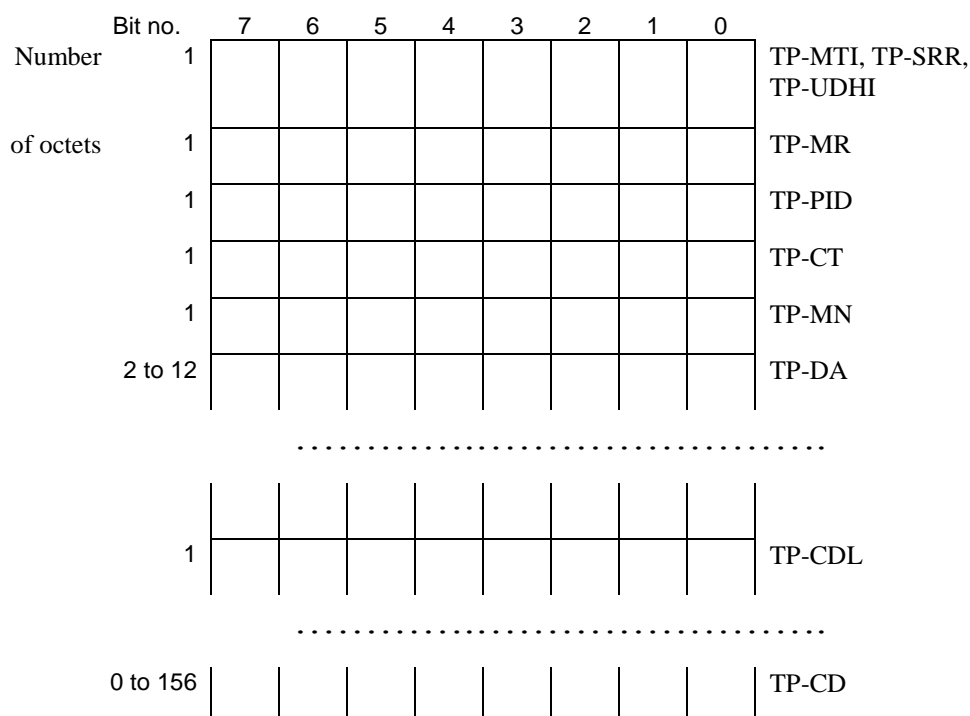 Bit no. 7 6 5 4 3 2 1 0
Number 1 TP-MTI, TP-SRR,
TP-UDHI
of octets 1 TP-MR
1 TP-PID
1 TP-CT
1 TP-MN
2 to 12 TP-DA
1 TP-CDL
0 to 156 TP-CD